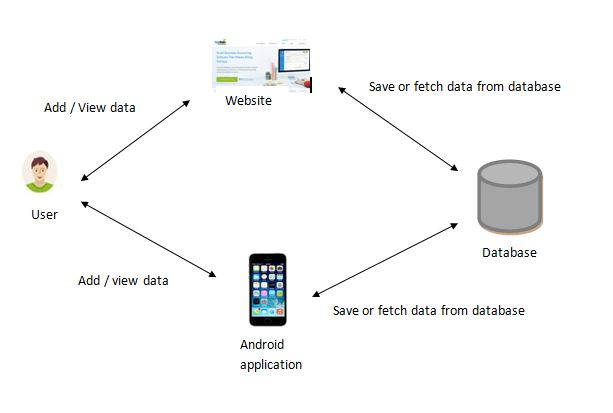 Save or fetch data from database
Website
Add / View data
User
Database
Add / view data
Save or fetch data from database
Android
application